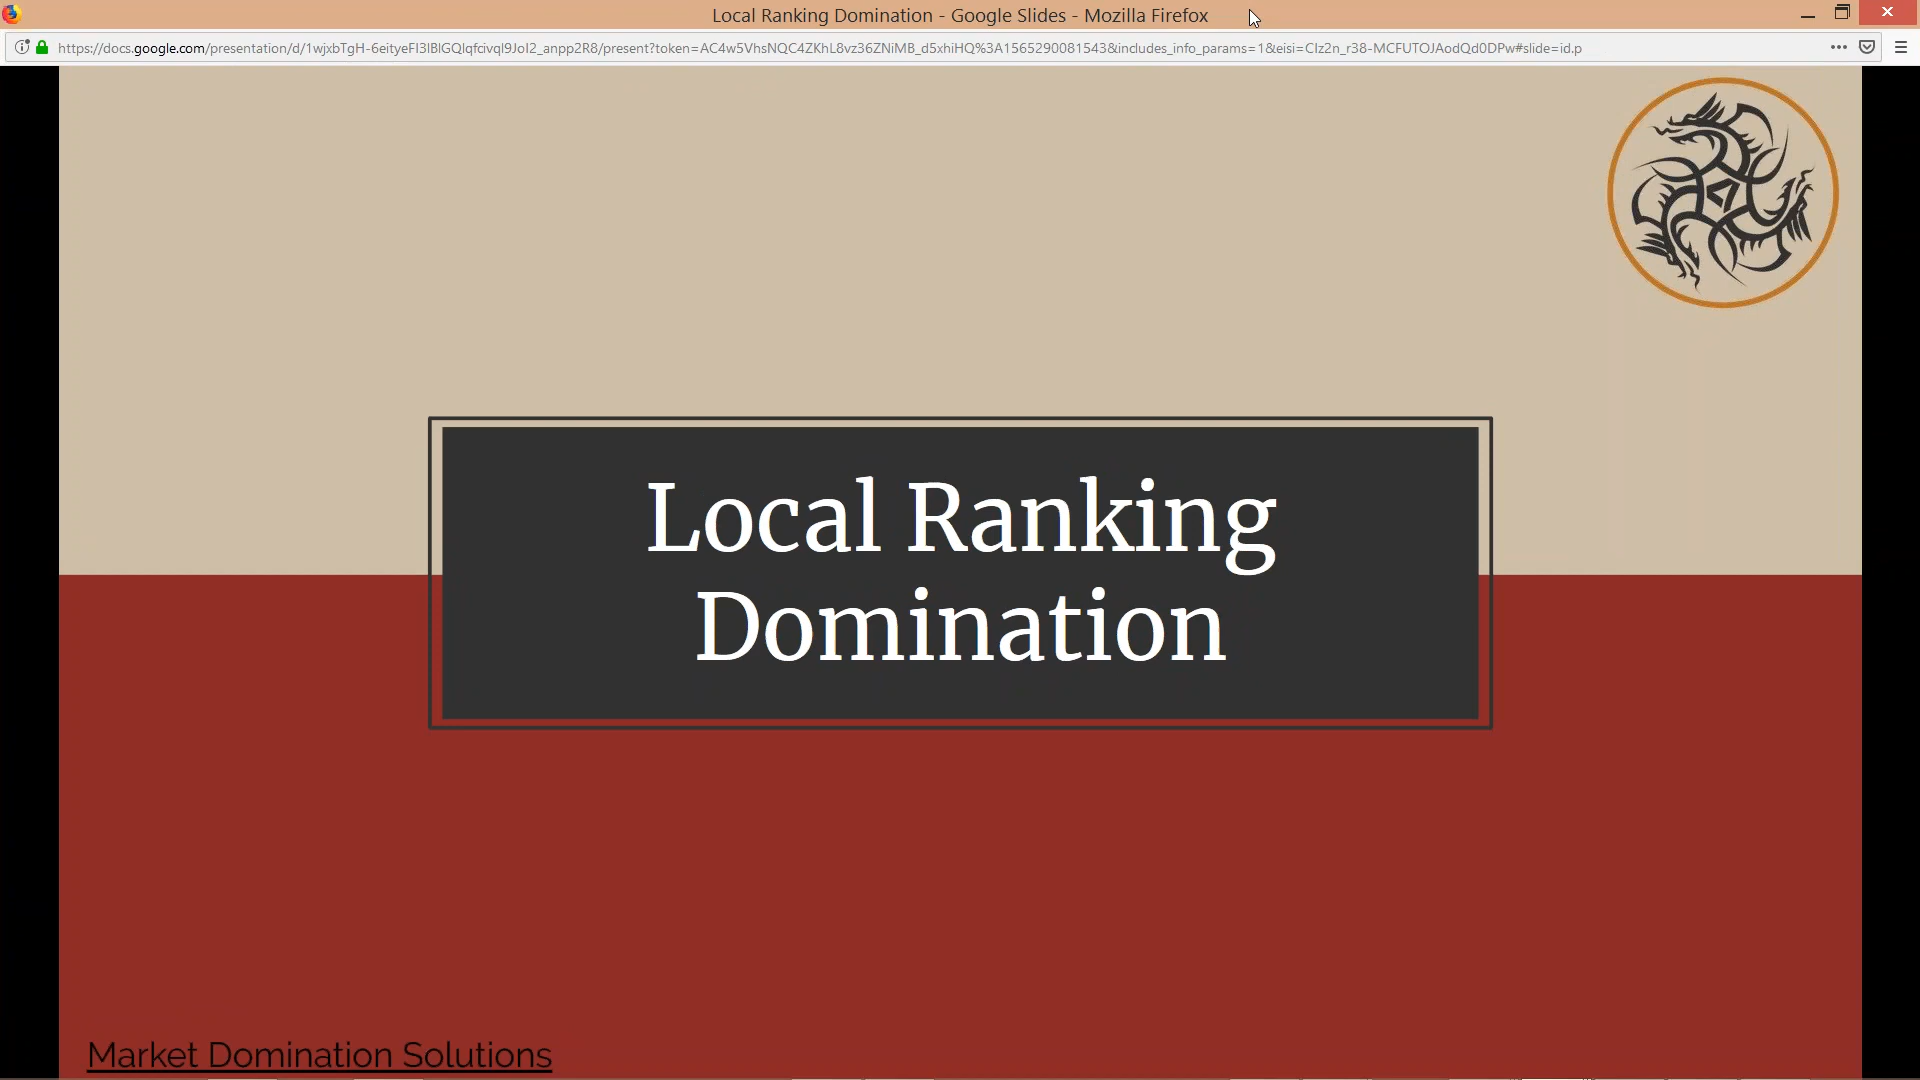 Local Ranking Domination - Google Slides - Mozilla Firefox
https://docs.google.com/presentation/d/1wjxbTgH-6eityeFI3lBlGQlqfcivql9JoI2_anpp2R8/present?token=AC4w5VhsNQC4ZKhL8vz36ZNiMB_d5xhiHQ%3A1565290081543&includes_info_params=1&eisi=CIz2n_r38-MCFUTOJAodQd0DPw#slide=id.p
Local Ranking
Domination
Market Domination Solutions